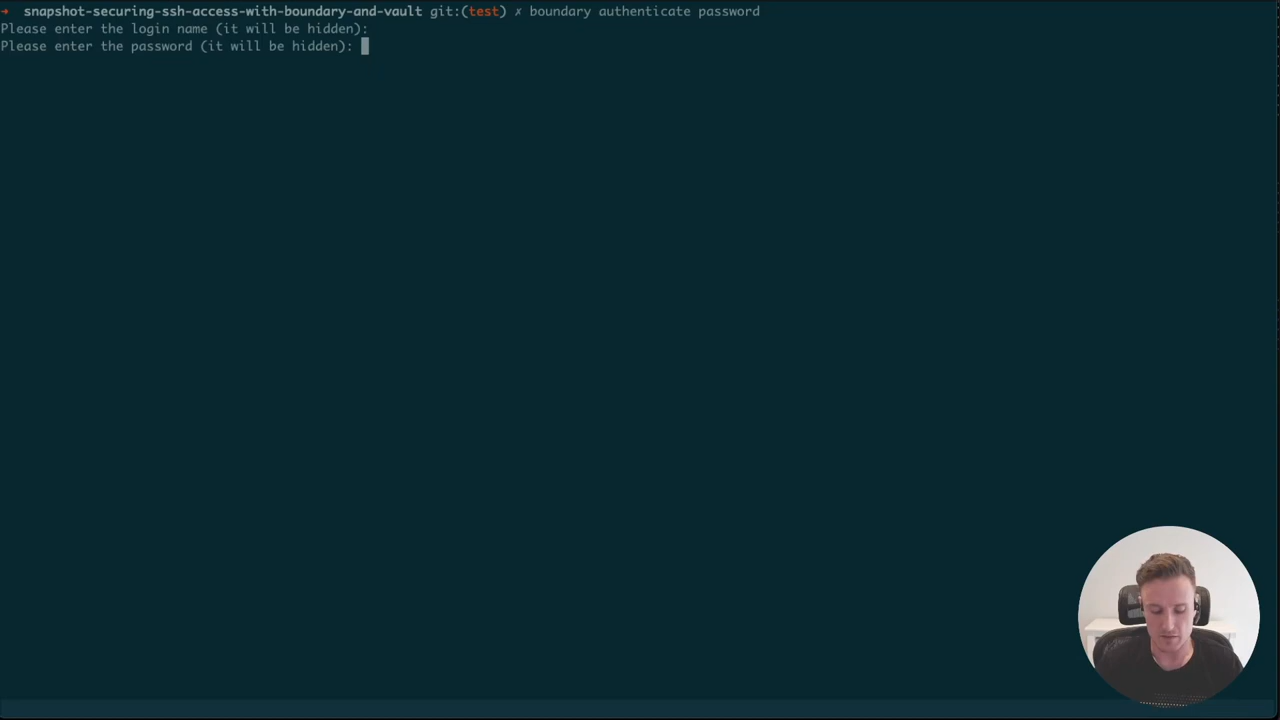 → snapshot-securing-ssh-access-with-boundary-and-vault git:(test) ✗ boundary authenticate password
Please enter the login name (it will be hidden):
Please enter the password (it will be hidden):